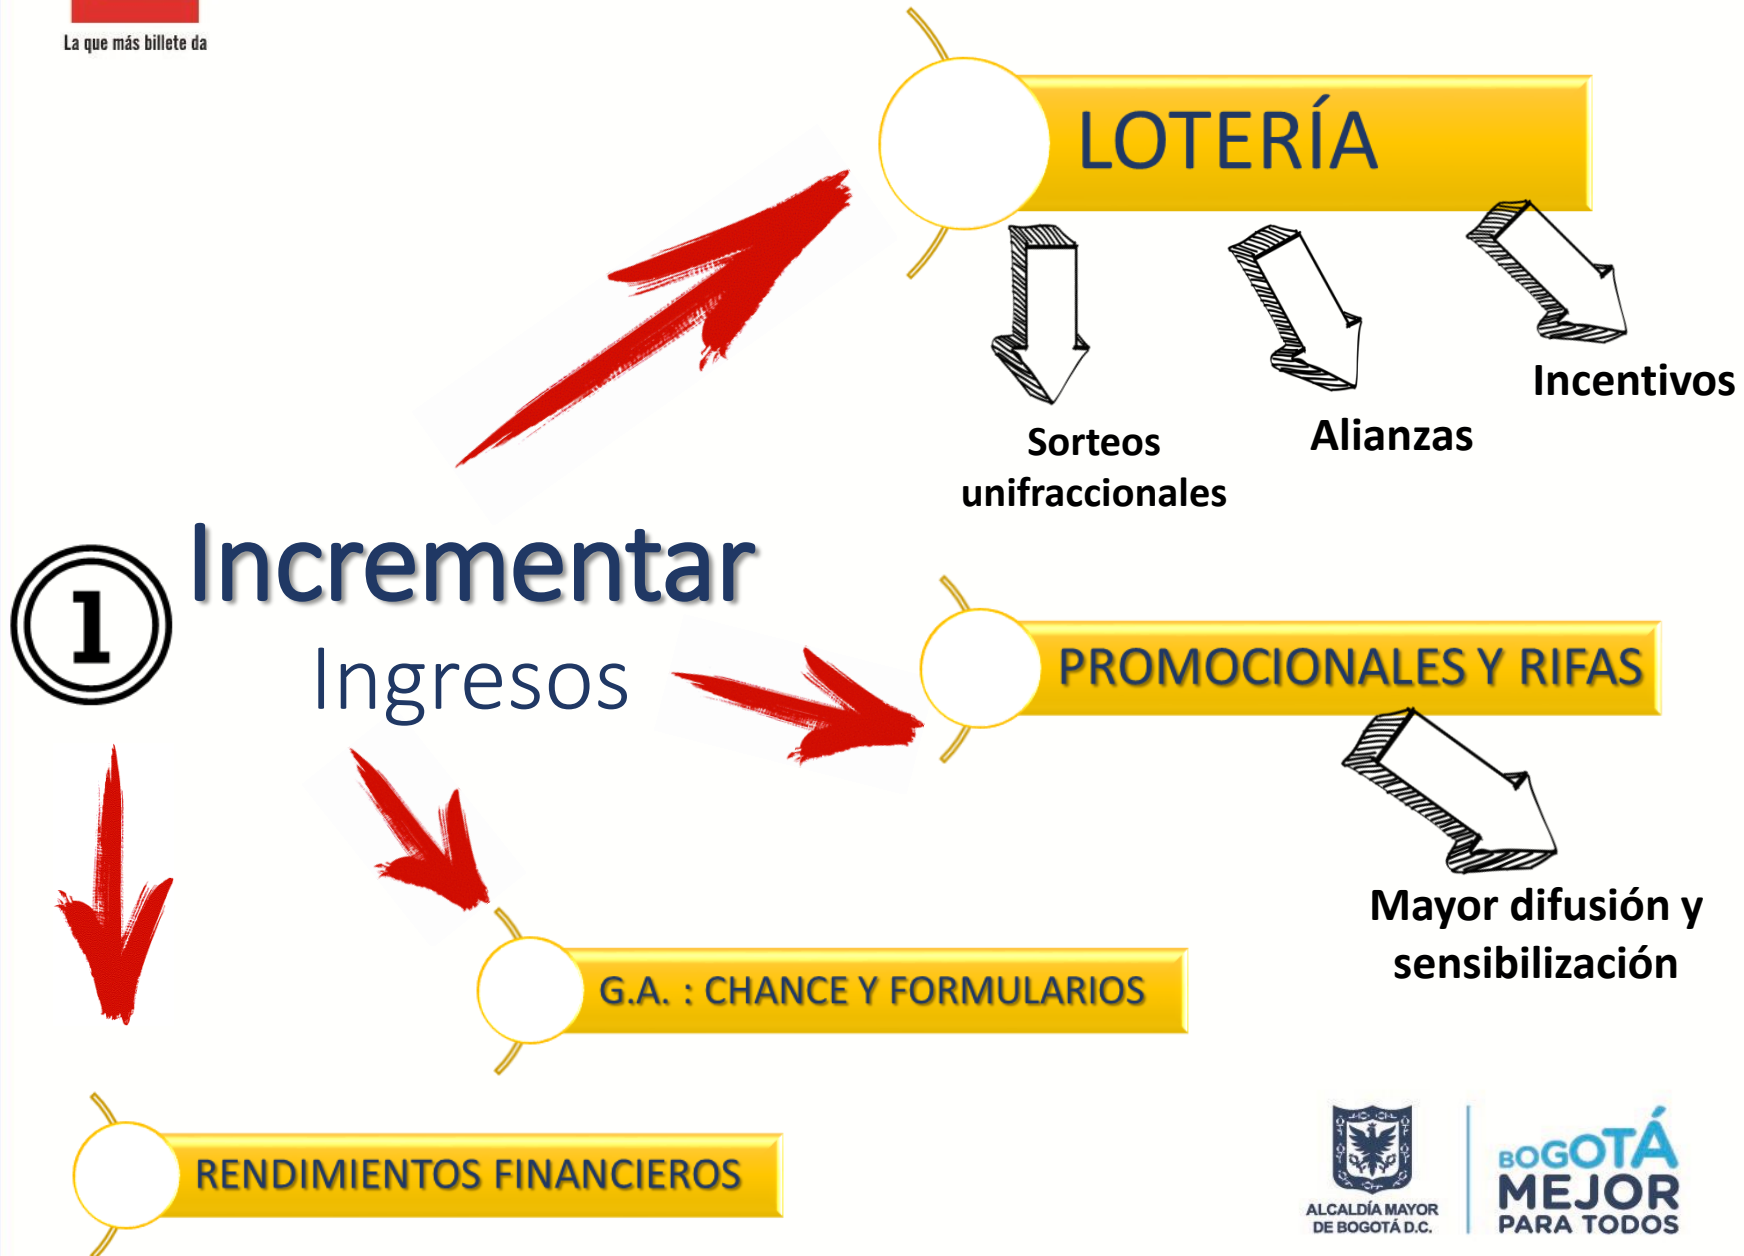 La que más billete da
LOTERÍA
Incentivos
Alianzas
Sorteos
unifraccionales
1
Incrementar
Ingresos
PROMOCIONALES Y RIFAS
Mayor difusión y
sensibilización
G.A. : CHANCE Y FORMULARIOS
RENDIMIENTOS FINANCIEROS
ALCALDÍA MAYOR
DE BOGOTÁ D.C.
BOGOTÁ
MEJOR
PARA TODOS